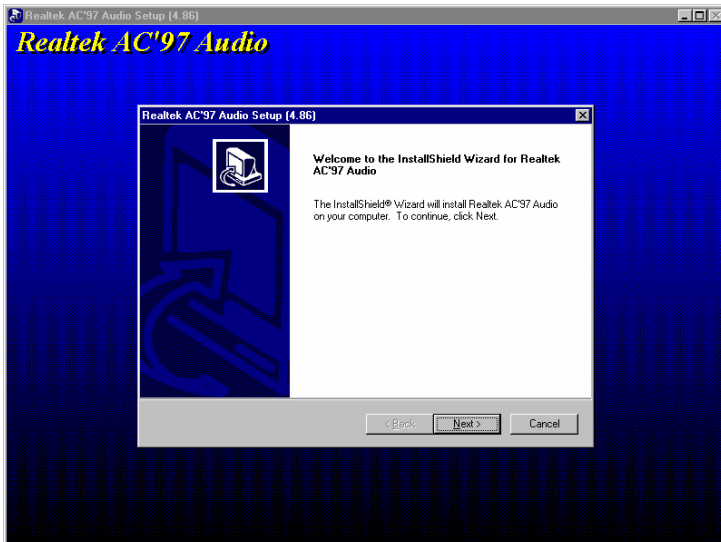 Realtek AC'97 Audio Setup (4.86)
Realtek AC'97 Audio
Realtek AC'97 Audio Setup (4.86)
Welcome to the InstallShield Wizard for Realtek
AC'97 Audio
The InstallShield® Wizard will install Realtek AC'97 Audio
on your computer. To continue, click Next.
< Back Next > Cancel